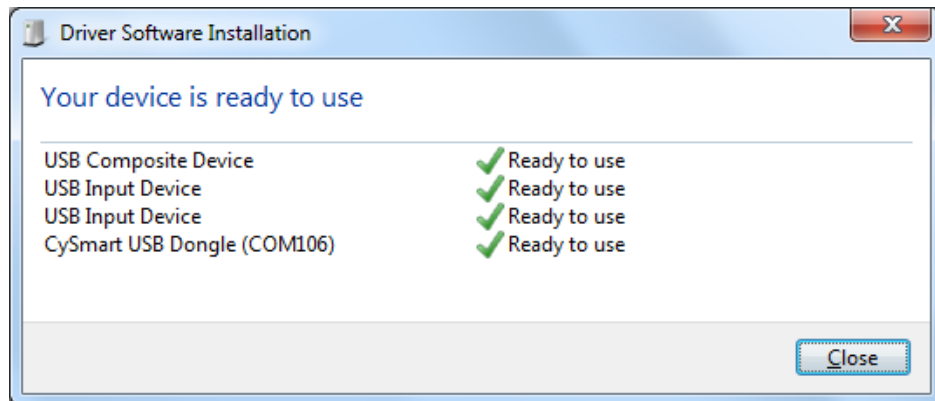 Driver Software Installation
Your device is ready to use
USB Composite Device Ready to use
USB Input Device Ready to use
USB Input Device Ready to use
CySmart USB Dongle (COM106) Ready to use
Close